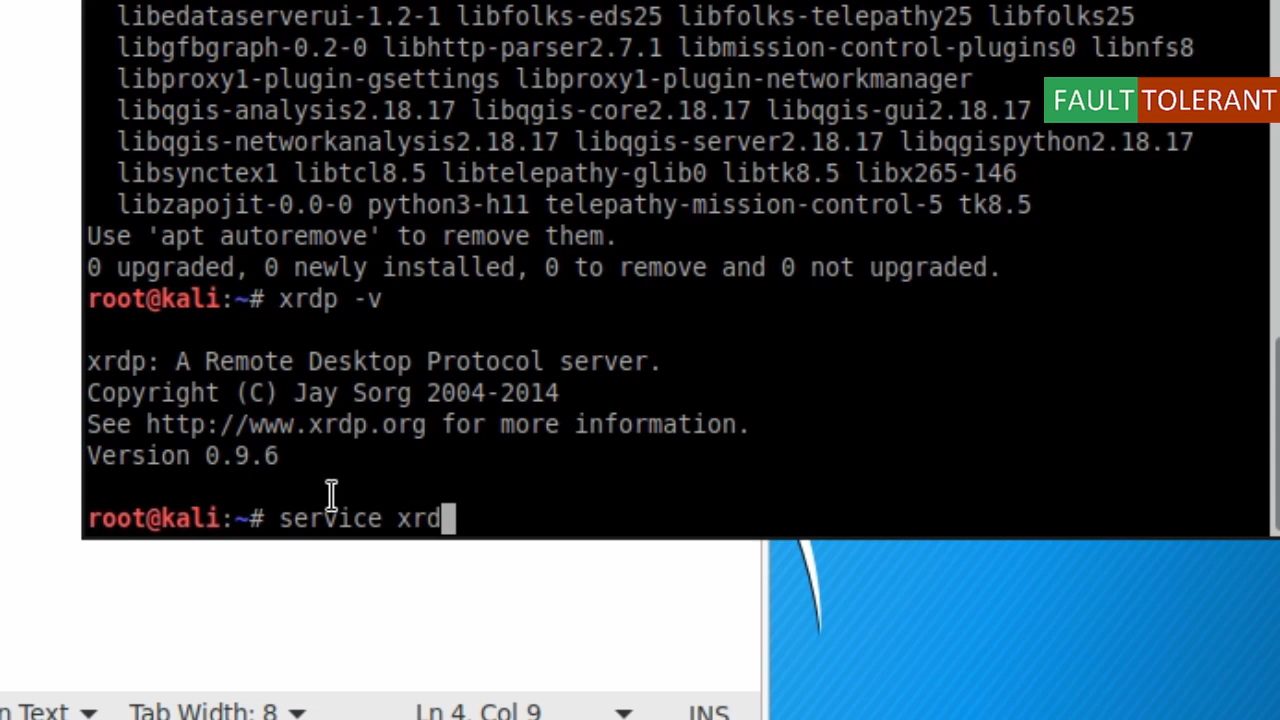 libedataserverui-1.2-1 libfolks-eds25 libfolks-telepathy25 libfolks25
libgfbgraph-0.2-0 libhttp-parser2.7.1 libmission-control-plugins0 libnfs8
libproxy1-plugin-gsettings libproxy1-plugin-networkmanager
libqgis-analysis2.18.17 libqgis-core2.18.17 libqgis-gui2.18.17
FAULT TOLERANT
libqgis-networkanalysis2.18.17 libqgis-server2.18.17 libqgispython2.18.17
libsynctex1 libtcl8.5 libtelepathy-glib0 libtk8.5 libx265-146
libzapojit-0.0-0 python3-h11 telepathy-mission-control-5 tk8.5
Use 'apt autoremove' to remove them.
0 upgraded, 0 newly installed, 0 to remove and 0 not upgraded.
root@kali:~# xrdp -v
xrdp: A Remote Desktop Protocol server.
Copyright (C) Jay Sorg 2004-2014
See http://www.xrdp.org for more information.
Version 0.9.6
root@kali:~# service xrd
n Text Tab Width: 8 Ln 4, Col 9 INS